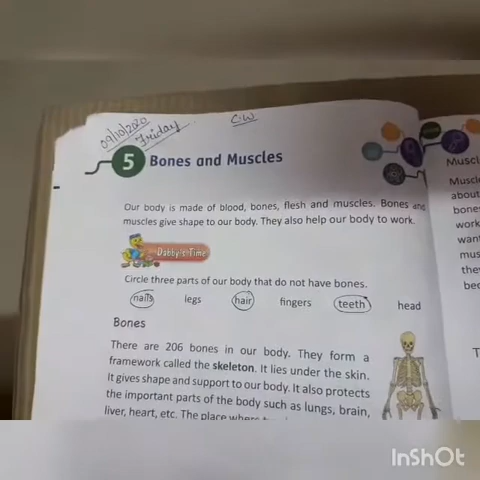 09/10/2020
Friday
C.W
5 Bones and Muscles
Our body is made of blood, bones, flesh and muscles. Bones and
muscles give shape to our body. They also help our body to work.
Dabby's Time
Circle three parts of our body that do not have bones.
nails legs hair fingers teeth head
Bones
There are 206 bones in our body. They form a
framework called the skeleton. It lies under the skin.
It gives shape and support to our body. It also protects
the important parts of the body such as lungs, brain,
liver, heart, etc. The place where
Muscl
Muscle
about
bone
work
want
mus
the
bec
T
InShOt